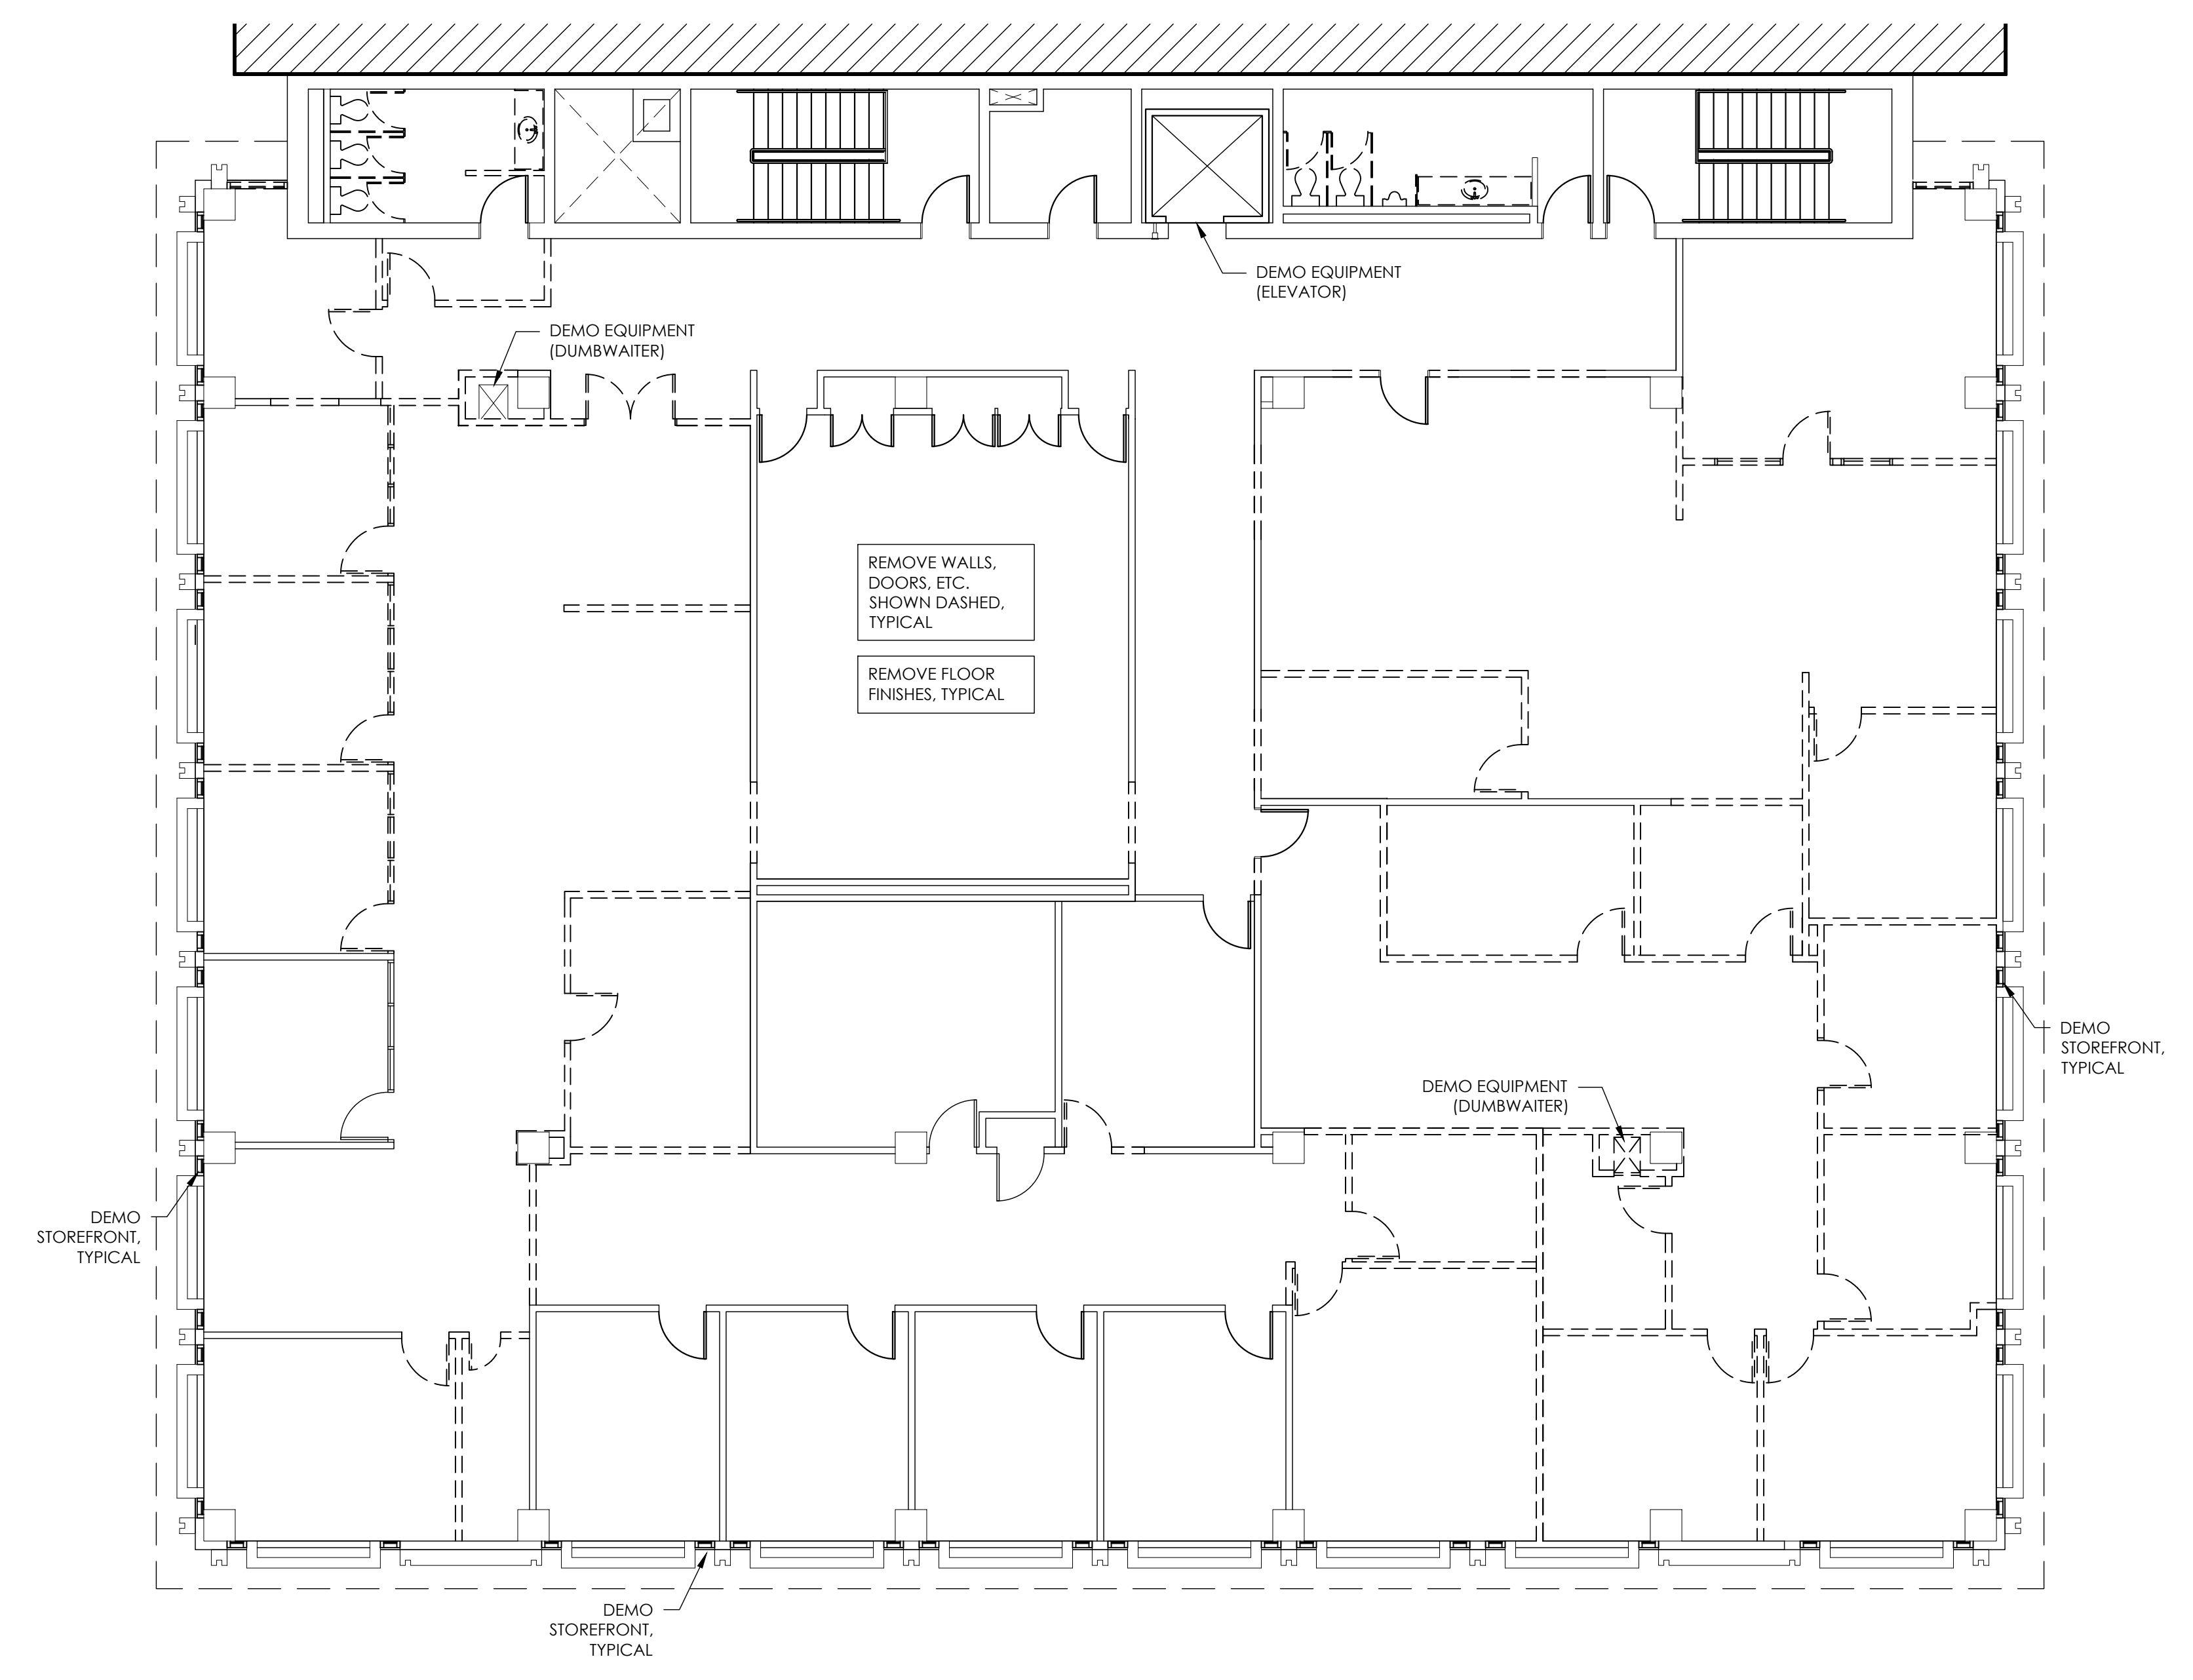 DEMO EQUIPMENT
(ELEVATOR)
DEMO EQUIPMENT
(DUMBWAITER)
REMOVE WALLS,
DOORS, ETC.
SHOWN DASHED,
TYPICAL
REMOVE FLOOR
FINISHES, TYPICAL
DEMO
STOREFRONT,
TYPICAL
DEMO EQUIPMENT
(DUMBWAITER)
DEMO
STOREFRONT,
TYPICAL
DEMO
STOREFRONT,
TYPICAL